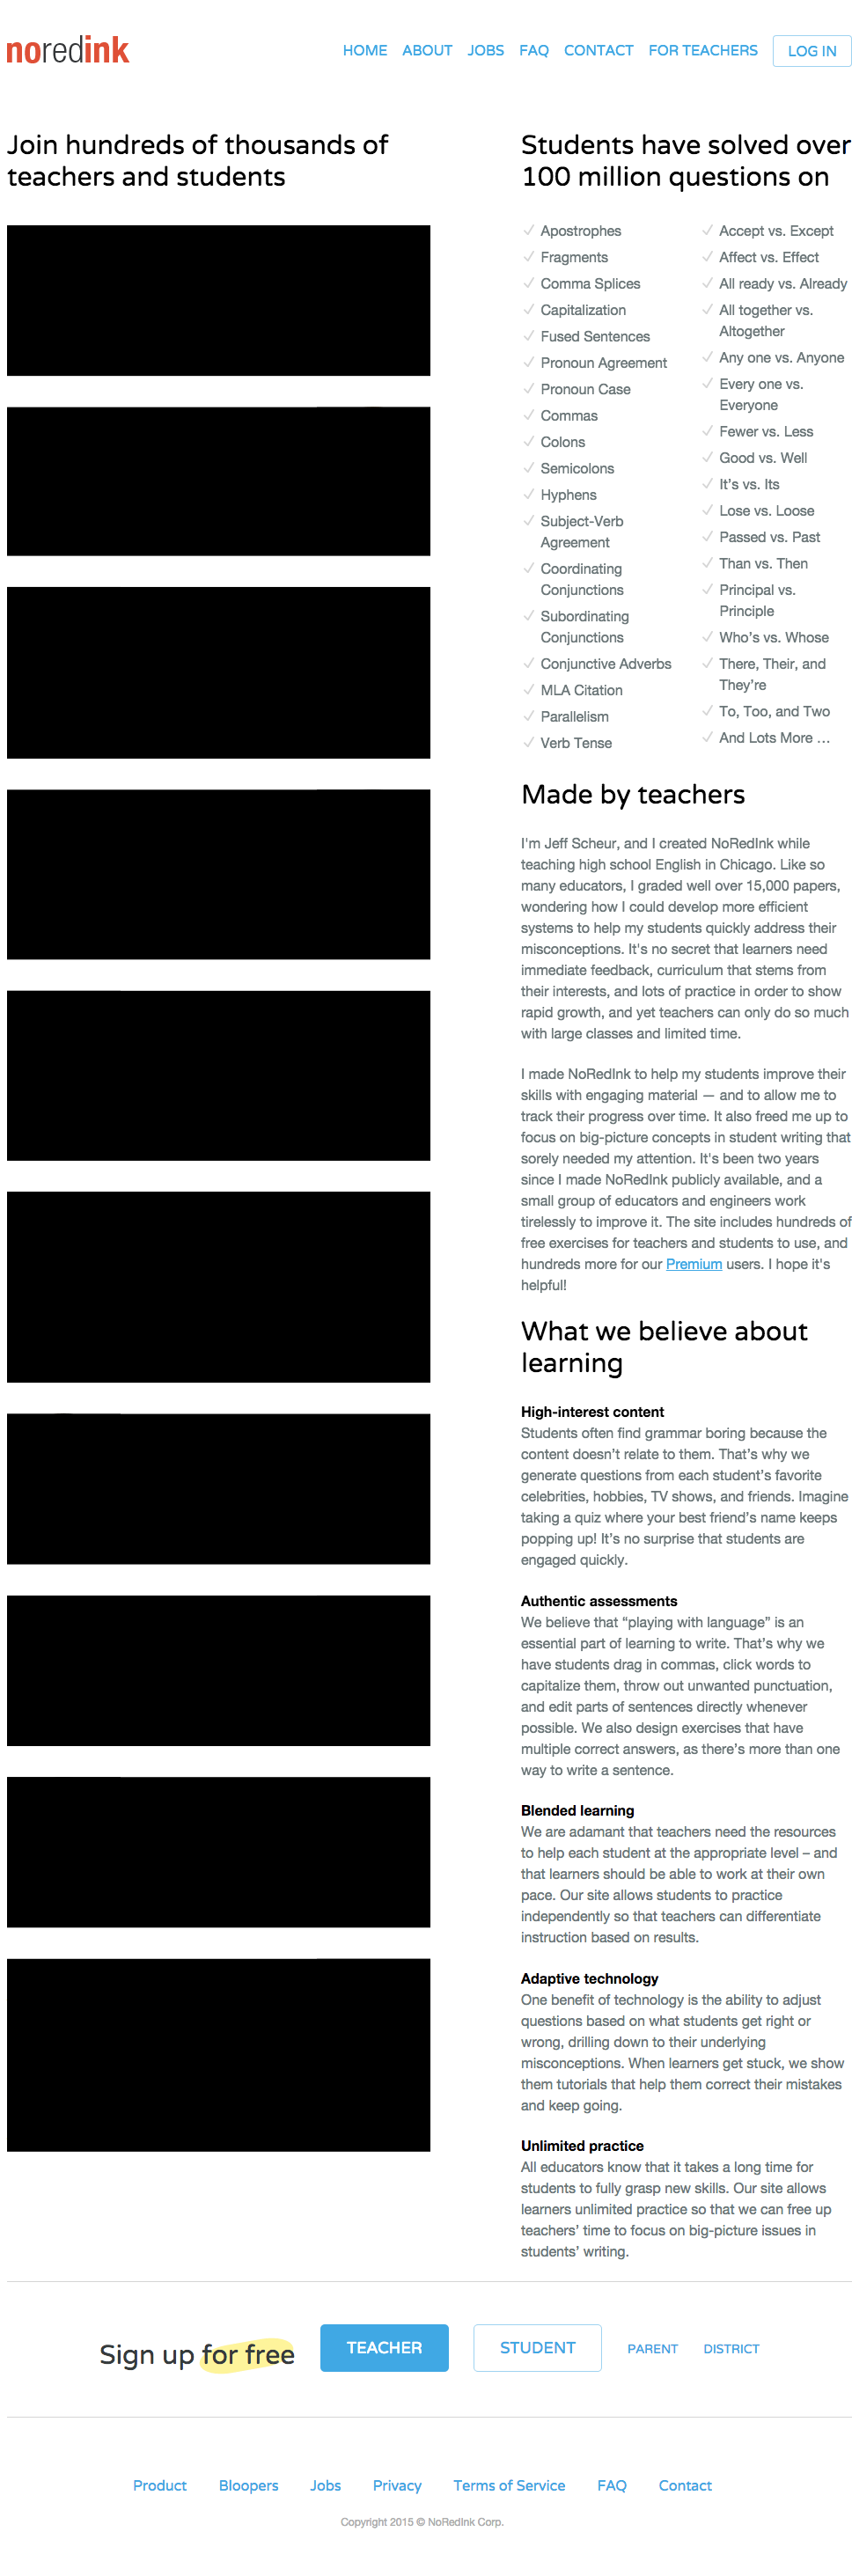 noredink
HOME ABOUT JOBS FAQ CONTACT FOR TEACHERS LOG IN
Join hundreds of thousands of
teachers and students
Students have solved over
100 million questions on
Apostrophes
Fragments
Comma Splices
Capitalization
Fused Sentences
Pronoun Agreement
Pronoun Case
Commas
Colons
Semicolons
Hyphens
Subject-Verb
Agreement
Coordinating
Conjunctions
Subordinating
Conjunctions
Conjunctive Adverbs
MLA Citation
Parallelism
Verb Tense
Accept vs. Except
Affect vs. Effect
All ready vs. Already
All together vs.
Altogether
Any one vs. Anyone
Every one vs.
Everyone
Fewer vs. Less
Good vs. Well
It’s vs. Its
Lose vs. Loose
Passed vs. Past
Than vs. Then
Principal vs.
Principle
Who’s vs. Whose
There, Their, and
They’re
To, Too, and Two
And Lots More …
Made by teachers
I'm Jeff Scheur, and I created NoRedInk while
teaching high school English in Chicago. Like so
many educators, I graded well over 15,000 papers,
wondering how I could develop more efficient
systems to help my students quickly address their
misconceptions. It's no secret that learners need
immediate feedback, curriculum that stems from
their interests, and lots of practice in order to show
rapid growth, and yet teachers can only do so much
with large classes and limited time.
I made NoRedInk to help my students improve their
skills with engaging material — and to allow me to
track their progress over time. It also freed me up to
focus on big-picture concepts in student writing that
sorely needed my attention. It's been two years
since I made NoRedInk publicly available, and a
small group of educators and engineers work
tirelessly to improve it. The site includes hundreds of
free exercises for teachers and students to use, and
hundreds more for our Premium users. I hope it's
helpful!
What we believe about
learning
High-interest content
Students often find grammar boring because the
content doesn’t relate to them. That’s why we
generate questions from each student’s favorite
celebrities, hobbies, TV shows, and friends. Imagine
taking a quiz where your best friend’s name keeps
popping up! It’s no surprise that students are
engaged quickly.
Authentic assessments
We believe that “playing with language” is an
essential part of learning to write. That’s why we
have students drag in commas, click words to
capitalize them, throw out unwanted punctuation,
and edit parts of sentences directly whenever
possible. We also design exercises that have
multiple correct answers, as there’s more than one
way to write a sentence.
Blended learning
We are adamant that teachers need the resources
to help each student at the appropriate level – and
that learners should be able to work at their own
pace. Our site allows students to practice
independently so that teachers can differentiate
instruction based on results.
Adaptive technology
One benefit of technology is the ability to adjust
questions based on what students get right or
wrong, drilling down to their underlying
misconceptions. When learners get stuck, we show
them tutorials that help them correct their mistakes
and keep going.
Unlimited practice
All educators know that it takes a long time for
students to fully grasp new skills. Our site allows
learners unlimited practice so that we can free up
teachers’ time to focus on big-picture issues in
students’ writing.
Sign up for free TEACHER STUDENT PARENT DISTRICT
Product Bloopers Jobs Privacy Terms of Service FAQ Contact
Copyright 2015 © NoRedInk Corp.